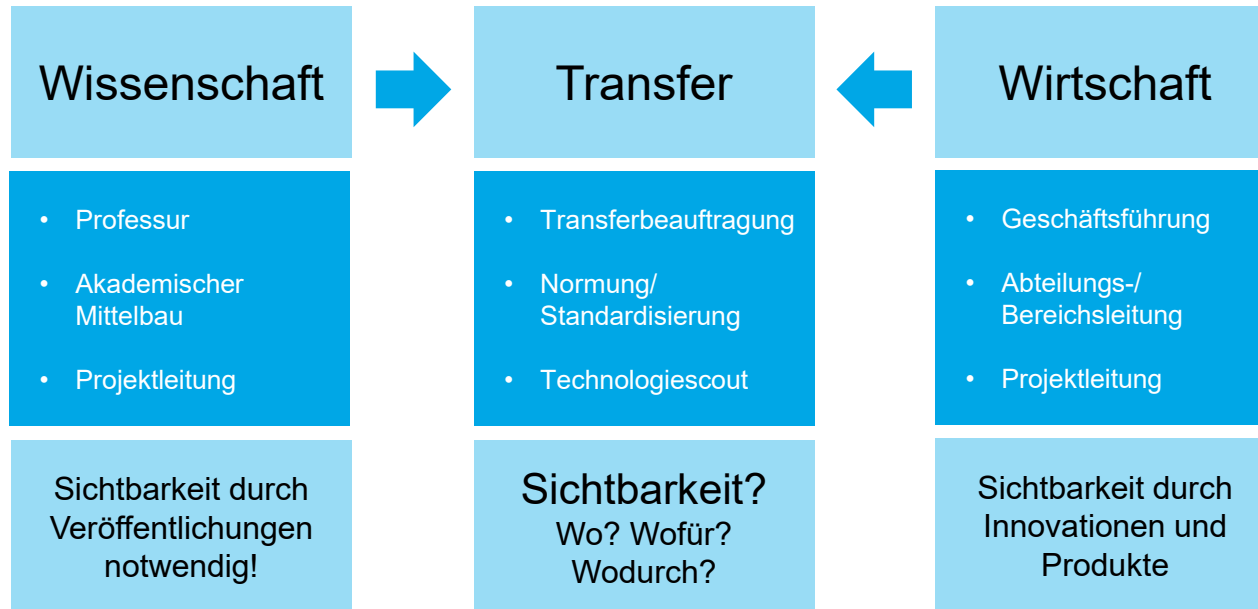 Wissenschaft
Transfer
Wirtschaft
• Professur
• Akademischer
Mittelbau
• Projektleitung
• Transferbeauftragung
• Normung/
Standardisierung
• Technologiescout
• Geschäftsführung
• Abteilungs-/
Bereichsleitung
• Projektleitung
Sichtbarkeit durch
Veröffentlichungen
notwendig!
Sichtbarkeit?
Wo? Wofür?
Wodurch?
Sichtbarkeit durch
Innovationen und
Produkte